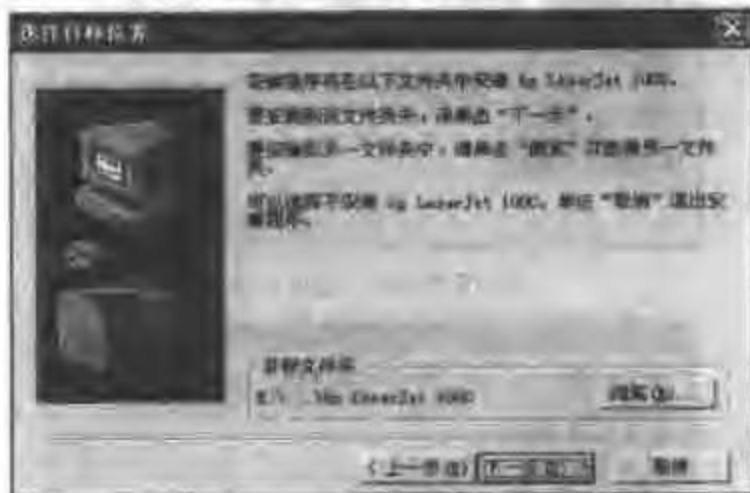 选择目标位置
安装程序将在以下文件夹中安装 hp LaserJet 1000。
要安装到该文件夹中,请单击“下一步”。
要安装到另一文件夹中,请单击“浏览”并选择另一文件
夹。
可以选择不安装 hp LaserJet 1000,单击“取消”退出安
装程序。
目标文件夹
E:\...\hp LaserJet 1000
浏览(R)...
<上一步(B)
下一步(N)>
取消